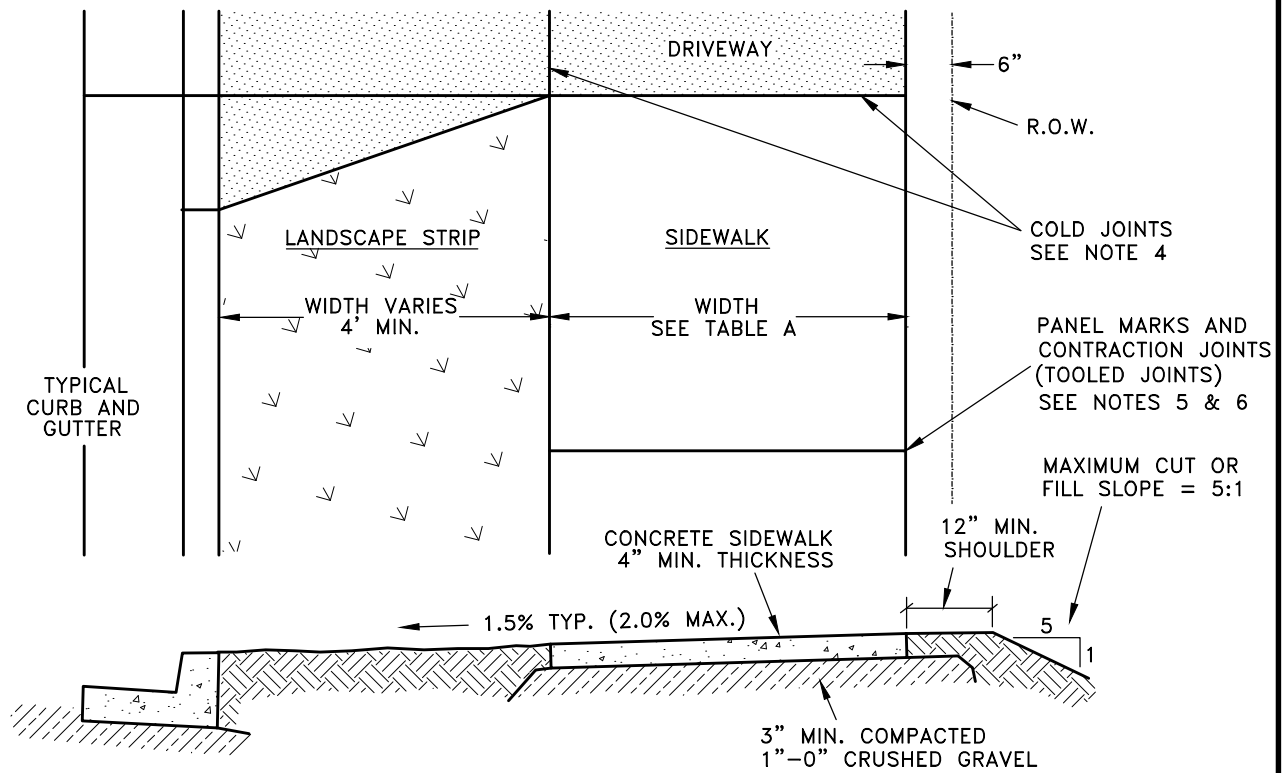 DRIVEWAY
6"
R.O.W.
LANDSCAPE STRIP
SIDEWALK
COLD JOINTS
SEE NOTE 4
WIDTH VARIES
4' MIN.
WIDTH
SEE TABLE A
PANEL MARKS AND
CONTRACTION JOINTS
(TOOLED JOINTS)
SEE NOTES 5 & 6
TYPICAL
CURB AND
GUTTER
MAXIMUM CUT OR
FILL SLOPE = 5:1
12" MIN.
SHOULDER
CONCRETE SIDEWALK
4" MIN. THICKNESS
1.5% TYP. (2.0% MAX.)
5
1
3" MIN. COMPACTED
1"-0" CRUSHED GRAVEL